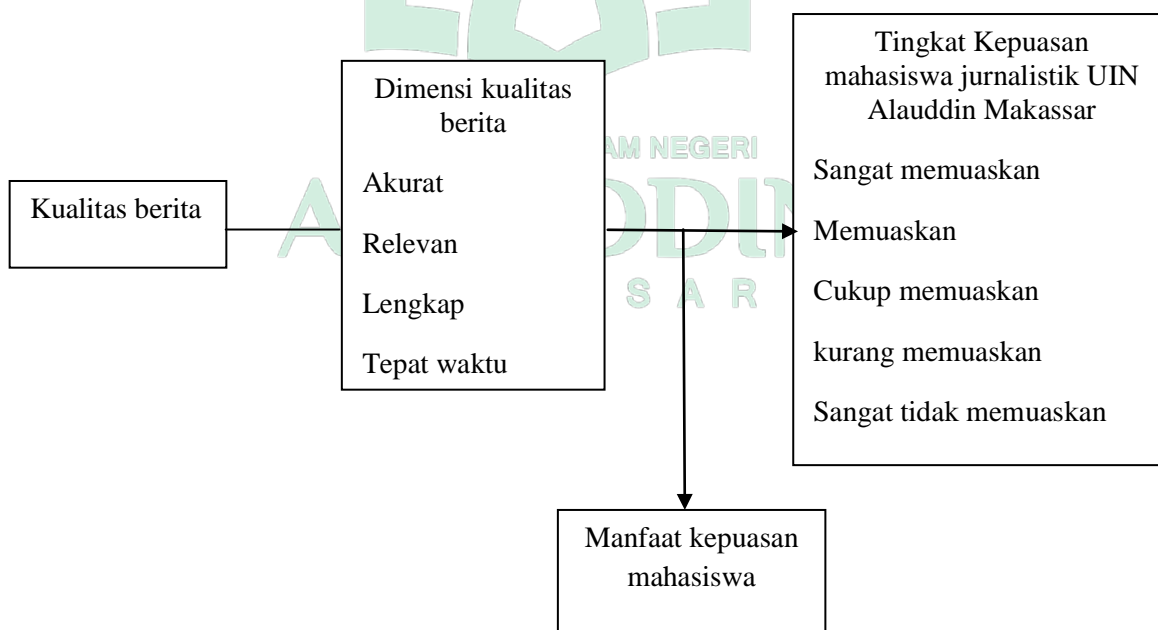 Kualitas berita
Dimensi kualitas
berita
Akurat
Relevan
Lengkap
Tepat waktu
Tingkat Kepuasan
mahasiswa jurnalistik UIN
Alauddin Makassar
Sangat memuaskan
Memuaskan
Cukup memuaskan
kurang memuaskan
Sangat tidak memuaskan
Manfaat kepuasan
mahasiswa
NEGERI